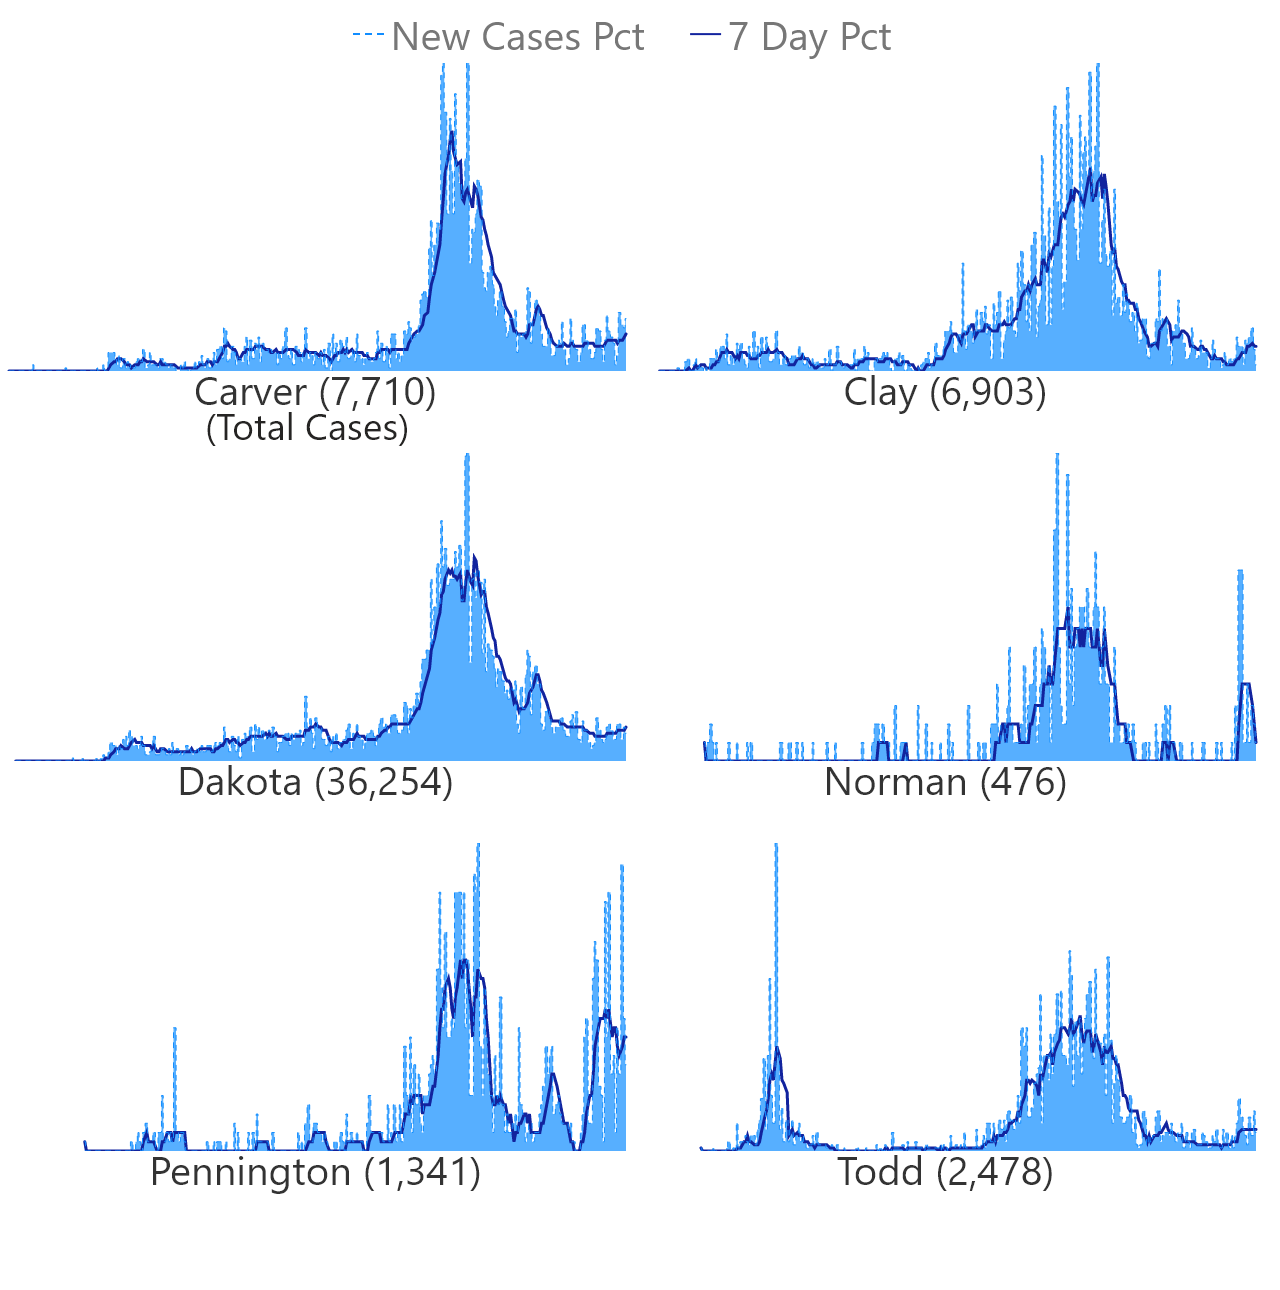 New Cases Pct 7 Day Pct
Carver (7,710) Clay (6,903)
(Total Cases)
Dakota (36,254) Norman (476)
Pennington (1,341) Todd (2,478)